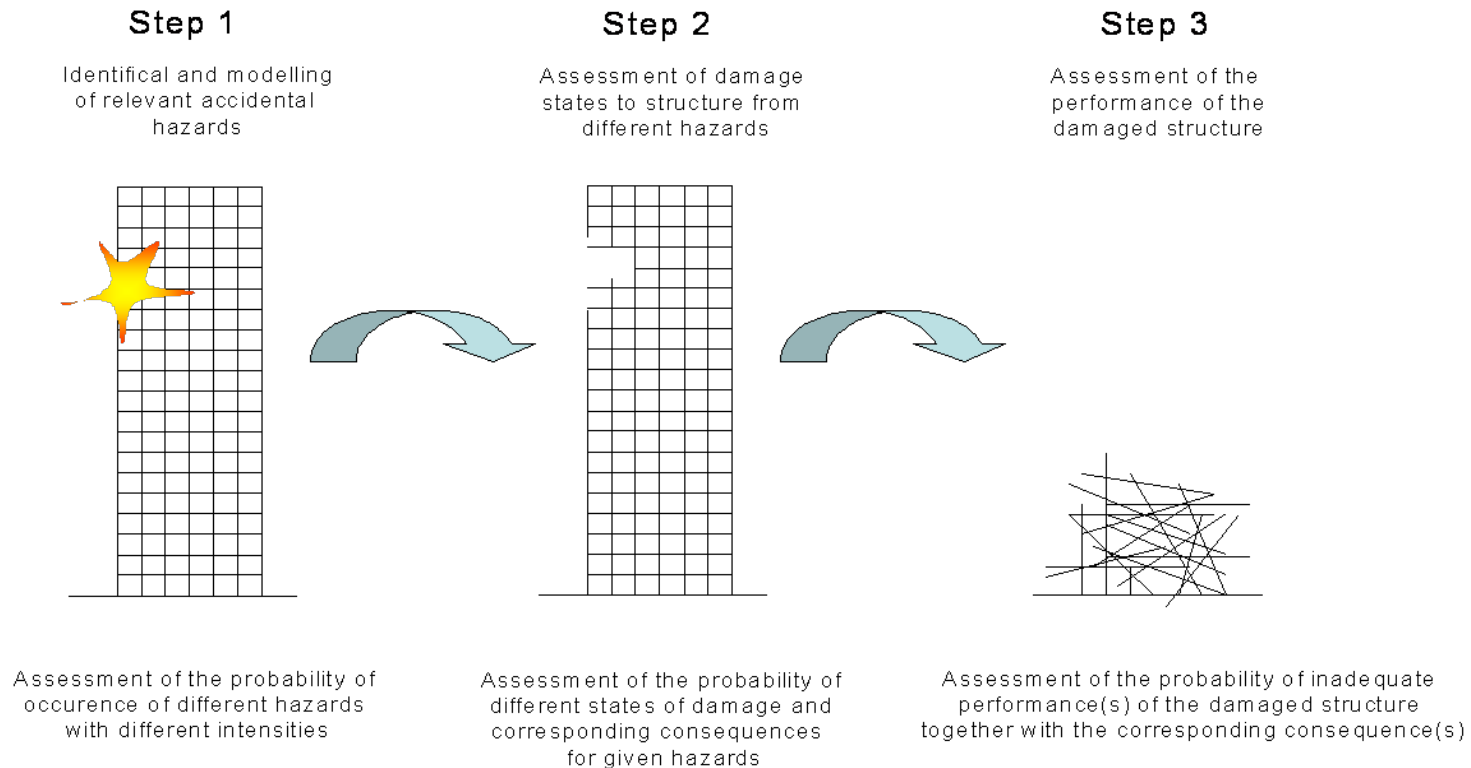 Step 1
Identifical and modelling
of relevant accidental
hazards
Step 2
Assessment of damage
states to structure from
different hazards
Step 3
Assessment of the
performance of the
damaged structure
Assessment of the probability of
occurence of different hazards
with different intensities
Assessment of the probability of
different states of damage and
corresponding consequences
for given hazards
Assessment of the probability of inadequate
performance(s) of the damaged structure
together with the corresponding consequence(s)